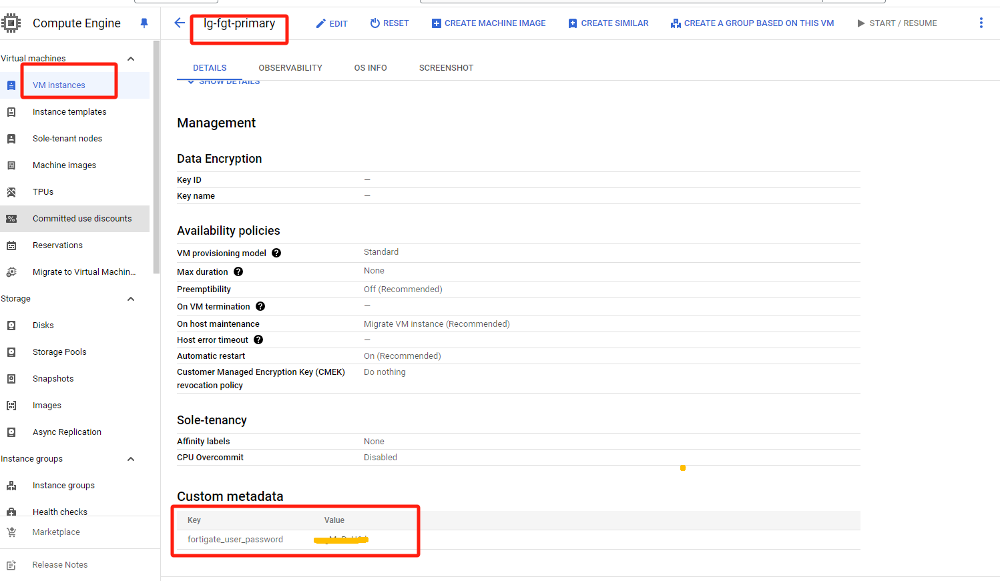 Compute Engine
lg-fgt-primary
EDIT
RESET
CREATE MACHINE IMAGE
CREATE SIMILAR
CREATE A GROUP BASED ON THIS VM
START / RESUME
Virtual machines
VM instances
Instance templates
Sole-tenant nodes
Machine images
TPUs
Committed use discounts
Reservations
Migrate to Virtual Machin...
Storage
Disks
Storage Pools
Snapshots
Images
Async Replication
Instance groups
Instance groups
Health checks
Marketplace
Release Notes
DETAILS
OBSERVABILITY
OS INFO
SCREENSHOT
SHOW DETAILS
Management
Data Encryption
Key ID —
Key name —
Availability policies
VM provisioning model ? Standard
Max duration ? None
Preemptibility Off (Recommended)
On VM termination ? —
On host maintenance Migrate VM instance (Recommended)
Host error timeout ? —
Automatic restart On (Recommended)
Customer Managed Encryption Key (CMEK) Do nothing
revocation policy
Sole-tenancy
Affinity labels None
CPU Overcommit Disabled
Custom metadata
Key Value
fortigate_user_password